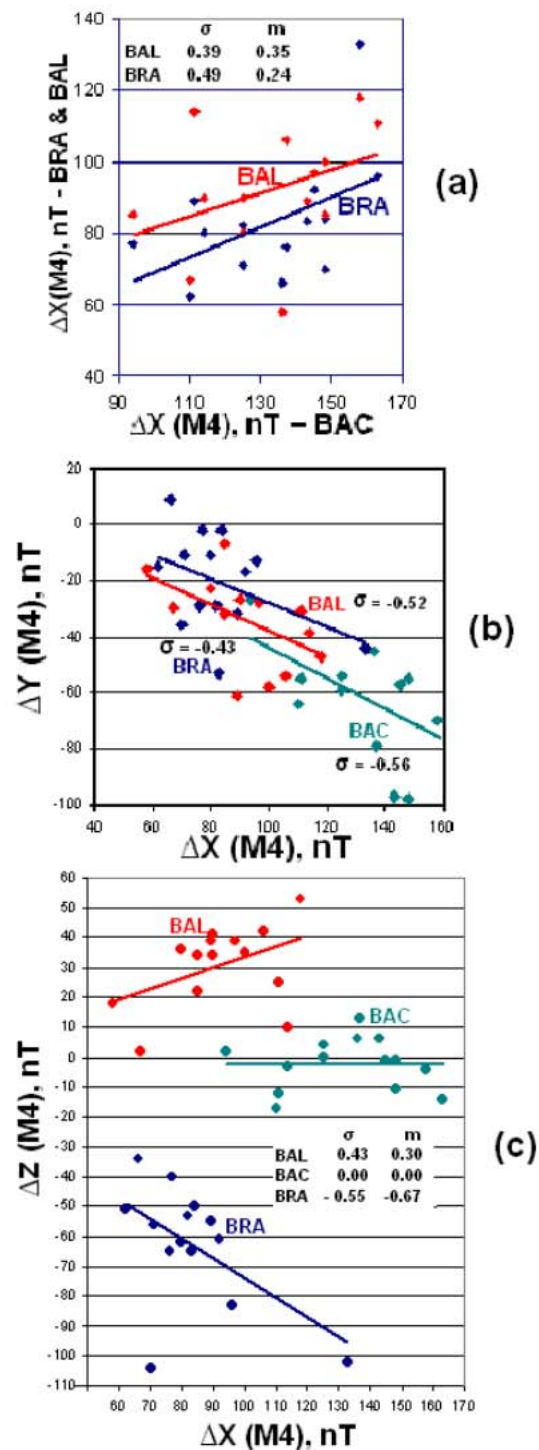 σ m
BAL 0.39 0.35
BRA 0.49 0.24
140
120
100
80
60
40
BAL
BRA
90 110 130 150 170
ΔX(M4), nT - BRA & BAL
ΔX (M4), nT – BAC
(a)
20
0
-20
-40
-60
-80
-100
BAL
σ = -0.52
σ = -0.43
BRA
BAC
σ = -0.56
40 60 80 100 120 140 160
ΔY (M4), nT
ΔX (M4), nT
(b)
60
50
40
30
20
10
0
-10
-20
-30
-40
-50
-60
-70
-80
-90
-100
-110
BAL
BAC
σ m
BAL 0.43 0.30
BAC 0.00 0.00
BRA -0.55 -0.67
BRA
60 70 80 90 100 110 120 130 140 150 160 170
ΔZ (M4), nT
ΔX (M4), nT
(c)